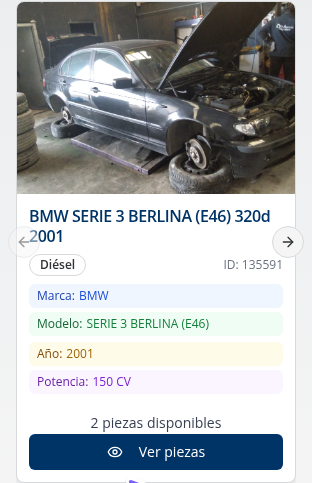 BMW SERIE 3 BERLINA (E46) 320d
2001
Diésel
ID: 135591
Marca: BMW
Modelo: SERIE 3 BERLINA (E46)
Año: 2001
Potencia: 150 CV
2 piezas disponibles
Ver piezas